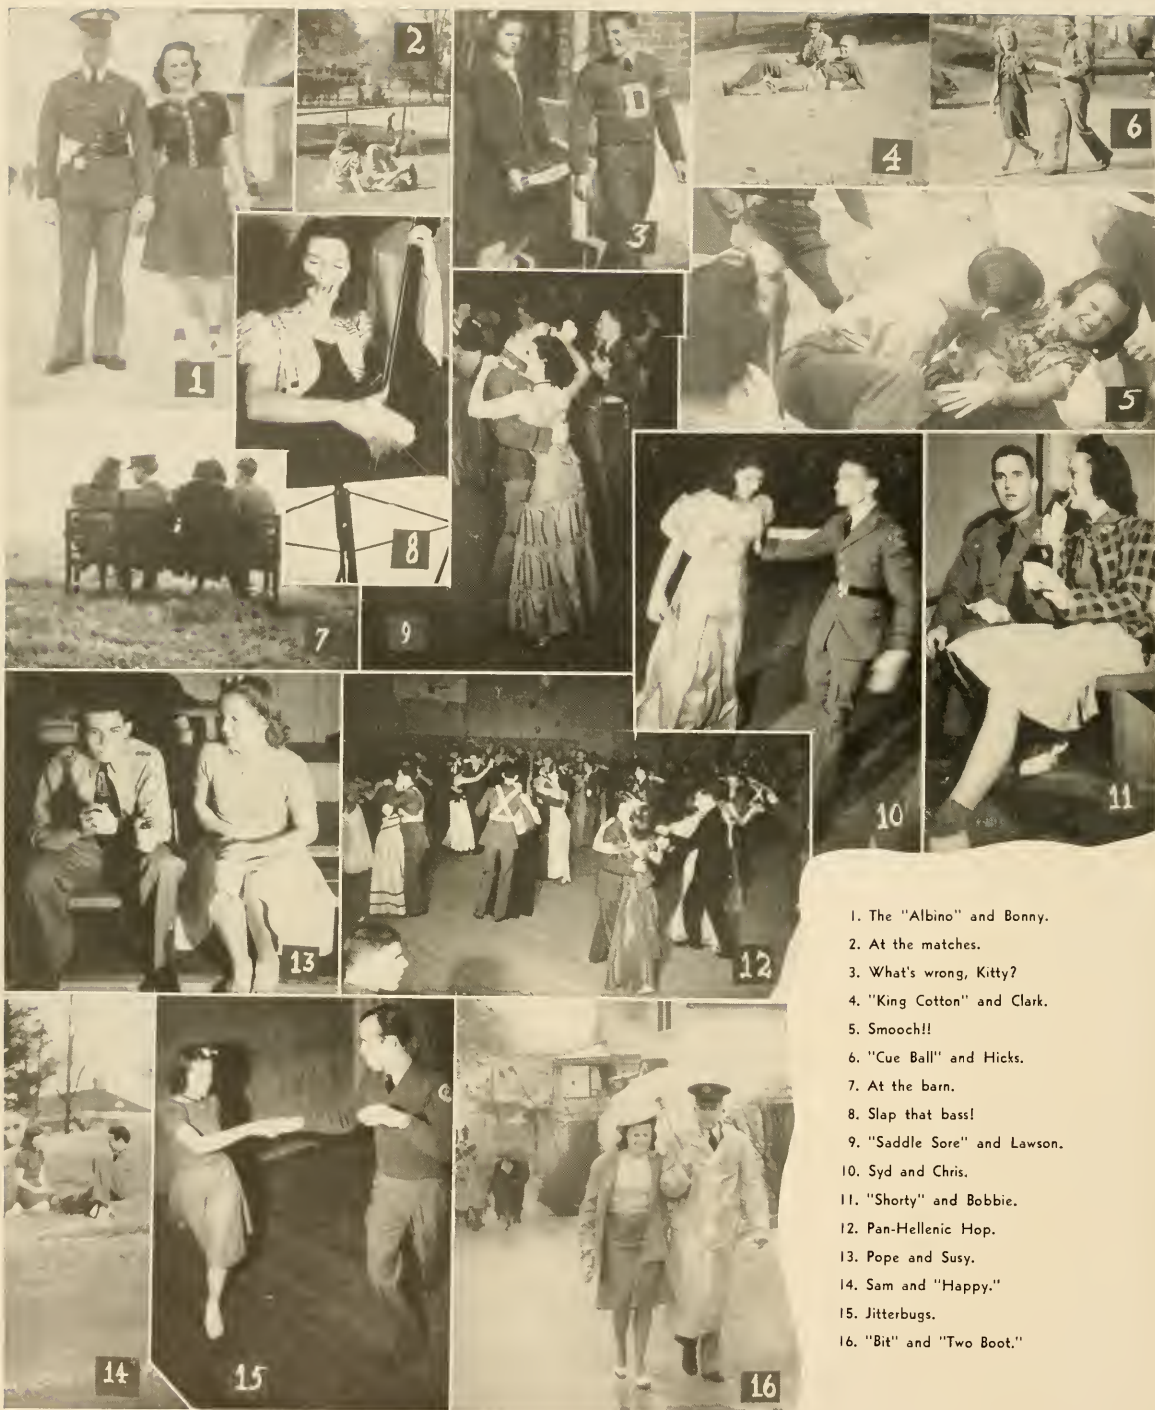 2
3
4
6
1
5
8
7
9
10
11
13
12
14
15
16
D
1. The "Albino" and Bonny.
2. At the matches.
3. What's wrong, Kitty?
4. "King Cotton" and Clark.
5. Smooch!!
6. "Cue Ball" and Hicks.
7. At the barn.
8. Slap that bass!
9. "Saddle Sore" and Lawson.
10. Syd and Chris.
11. "Shorty" and Bobbie.
12. Pan-Hellenic Hop.
13. Pope and Susy.
14. Sam and "Happy."
15. Jitterbugs.
16. "Bit" and "Two Boot."